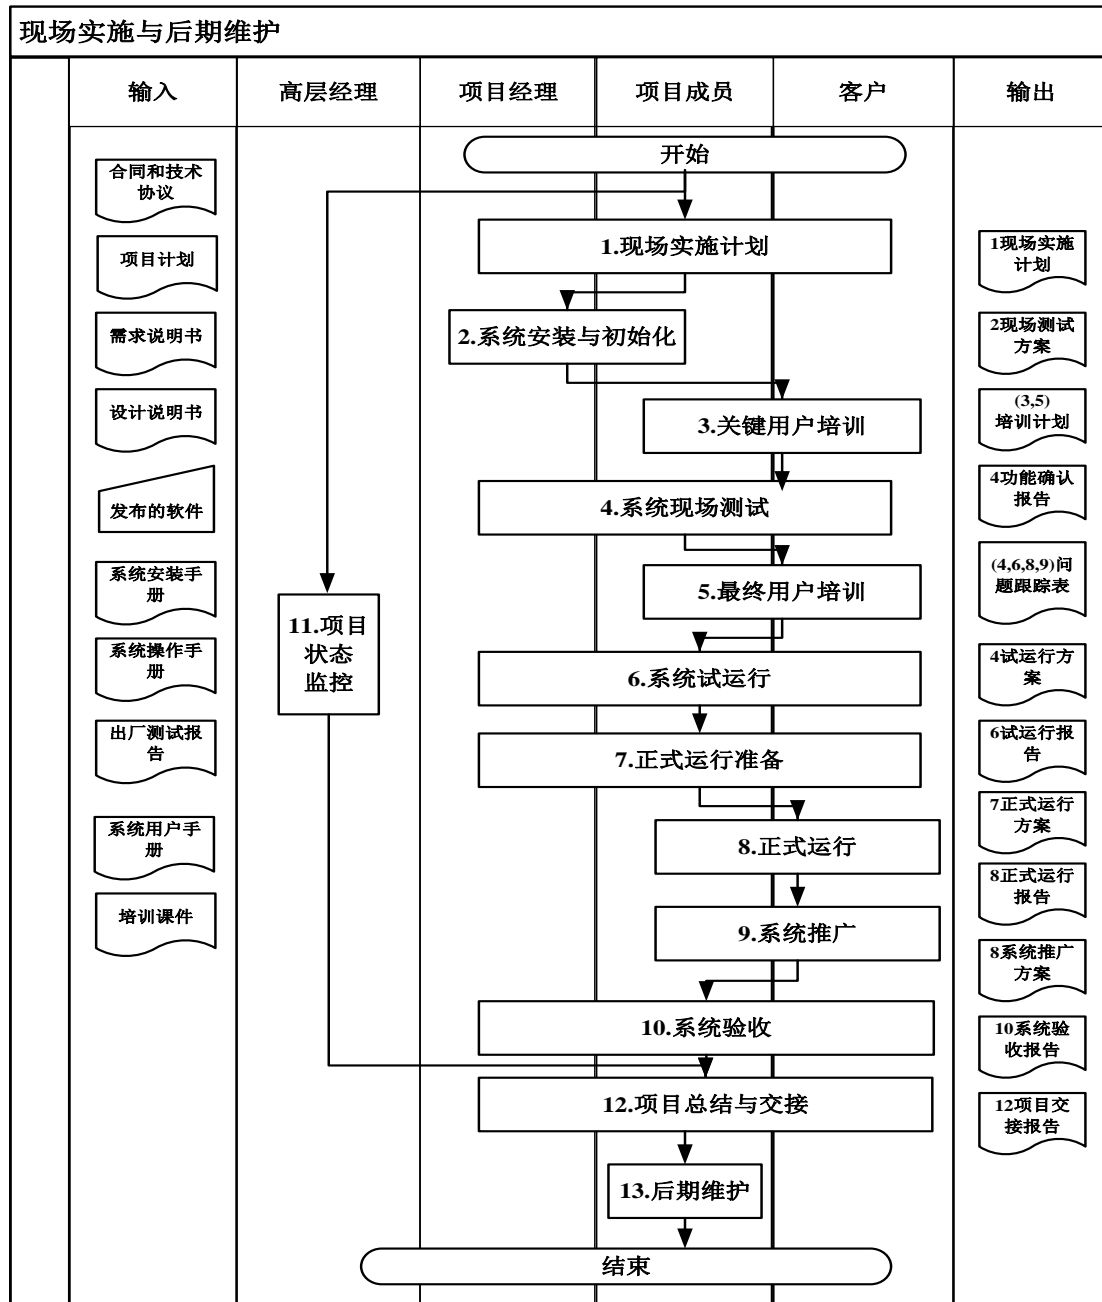 现场实施与后期维护
输入
高层经理
项目经理
项目成员
客户
输出
开始
合同和技术
协议
项目计划
需求说明书
设计说明书
发布的软件
系统安装手
册
系统操作手
册
出厂测试报
告
系统用户手
册
培训课件
1.现场实施计划
2.系统安装与初始化
3.关键用户培训
4.系统现场测试
5.最终用户培训
11.项目
状态
监控
6.系统试运行
7.正式运行准备
8.正式运行
9.系统推广
10.系统验收
12.项目总结与交接
13.后期维护
结束
1现场实施
计划
2现场测试
方案
(3,5)
培训计划
4功能确认
报告
(4,6,8,9)问
题跟踪表
4试运行方
案
6试运行报
告
7正式运行
方案
8正式运行
报告
8系统推广
方案
10系统验
收报告
12项目交
接报告